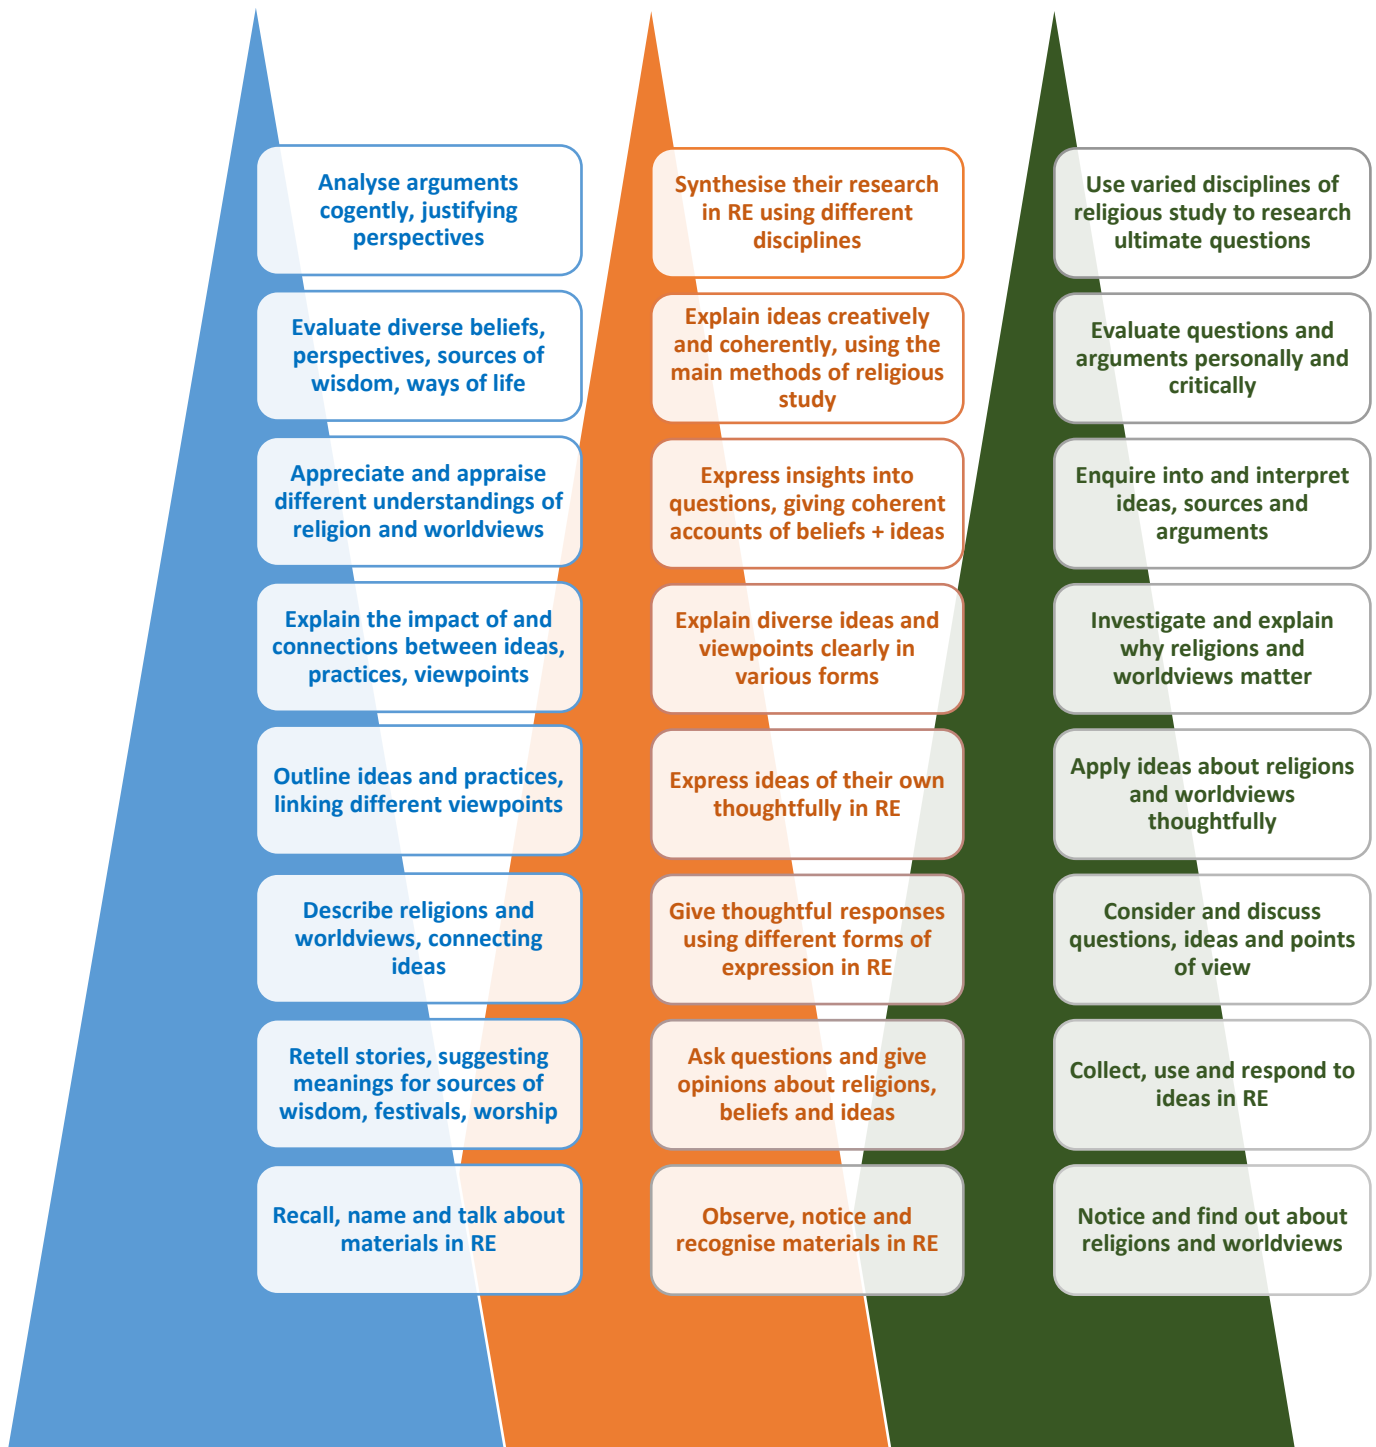 Analyse arguments
cogently, justifying
perspectives
Evaluate diverse beliefs,
perspectives, sources of
wisdom, ways of life
Appreciate and appraise
different understandings of
religion and worldviews
Explain the impact of and
connections between ideas,
practices, viewpoints
Outline ideas and practices,
linking different viewpoints
Describe religions and
worldviews, connecting
ideas
Retell stories, suggesting
meanings for sources of
wisdom, festivals, worship
Recall, name and talk about
materials in RE
Synthesise their research
in RE using different
disciplines
Explain ideas creatively
and coherently, using the
main methods of religious
study
Express insights into
questions, giving coherent
accounts of beliefs + ideas
Explain diverse ideas and
viewpoints clearly in
various forms
Express ideas of their own
thoughtfully in RE
Give thoughtful responses
using different forms of
expression in RE
Ask questions and give
opinions about religions,
beliefs and ideas
Observe, notice and
recognise materials in RE
Use varied disciplines of
religious study to research
ultimate questions
Evaluate questions and
arguments personally and
critically
Enquire into and interpret
ideas, sources and
arguments
Investigate and explain
why religions and
worldviews matter
Apply ideas about religions
and worldviews
thoughtfully
Consider and discuss
questions, ideas and points
of view
Collect, use and respond to
ideas in RE
Notice and find out about
religions and worldviews